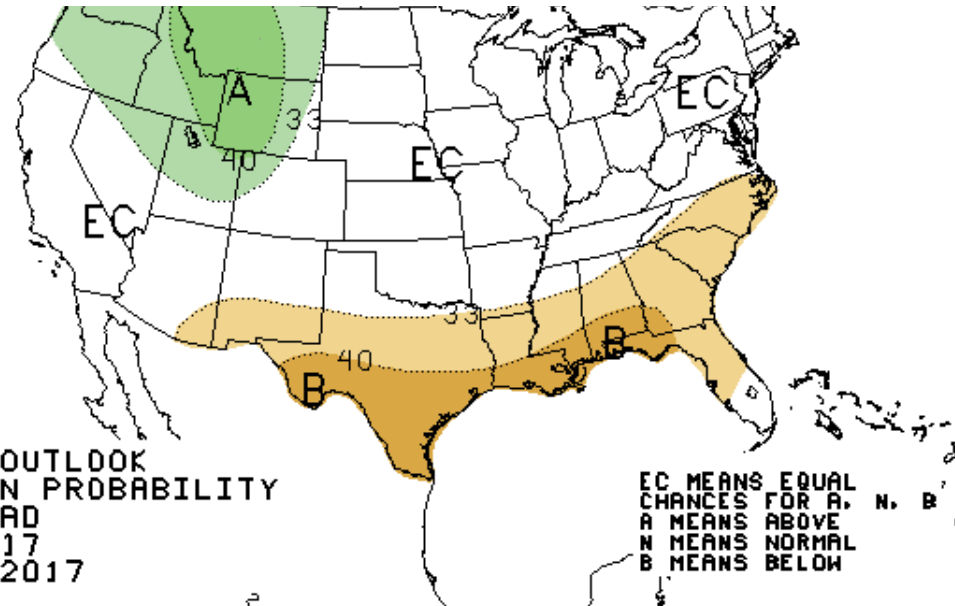 A
33
EC
40
EC
EC
33
40
B
B
OUTLOOK
N PROBABILITY
AD
17
2017
EC MEANS EQUAL
CHANCES FOR A, N, B
A MEANS ABOVE
N MEANS NORMAL
B MEANS BELOW